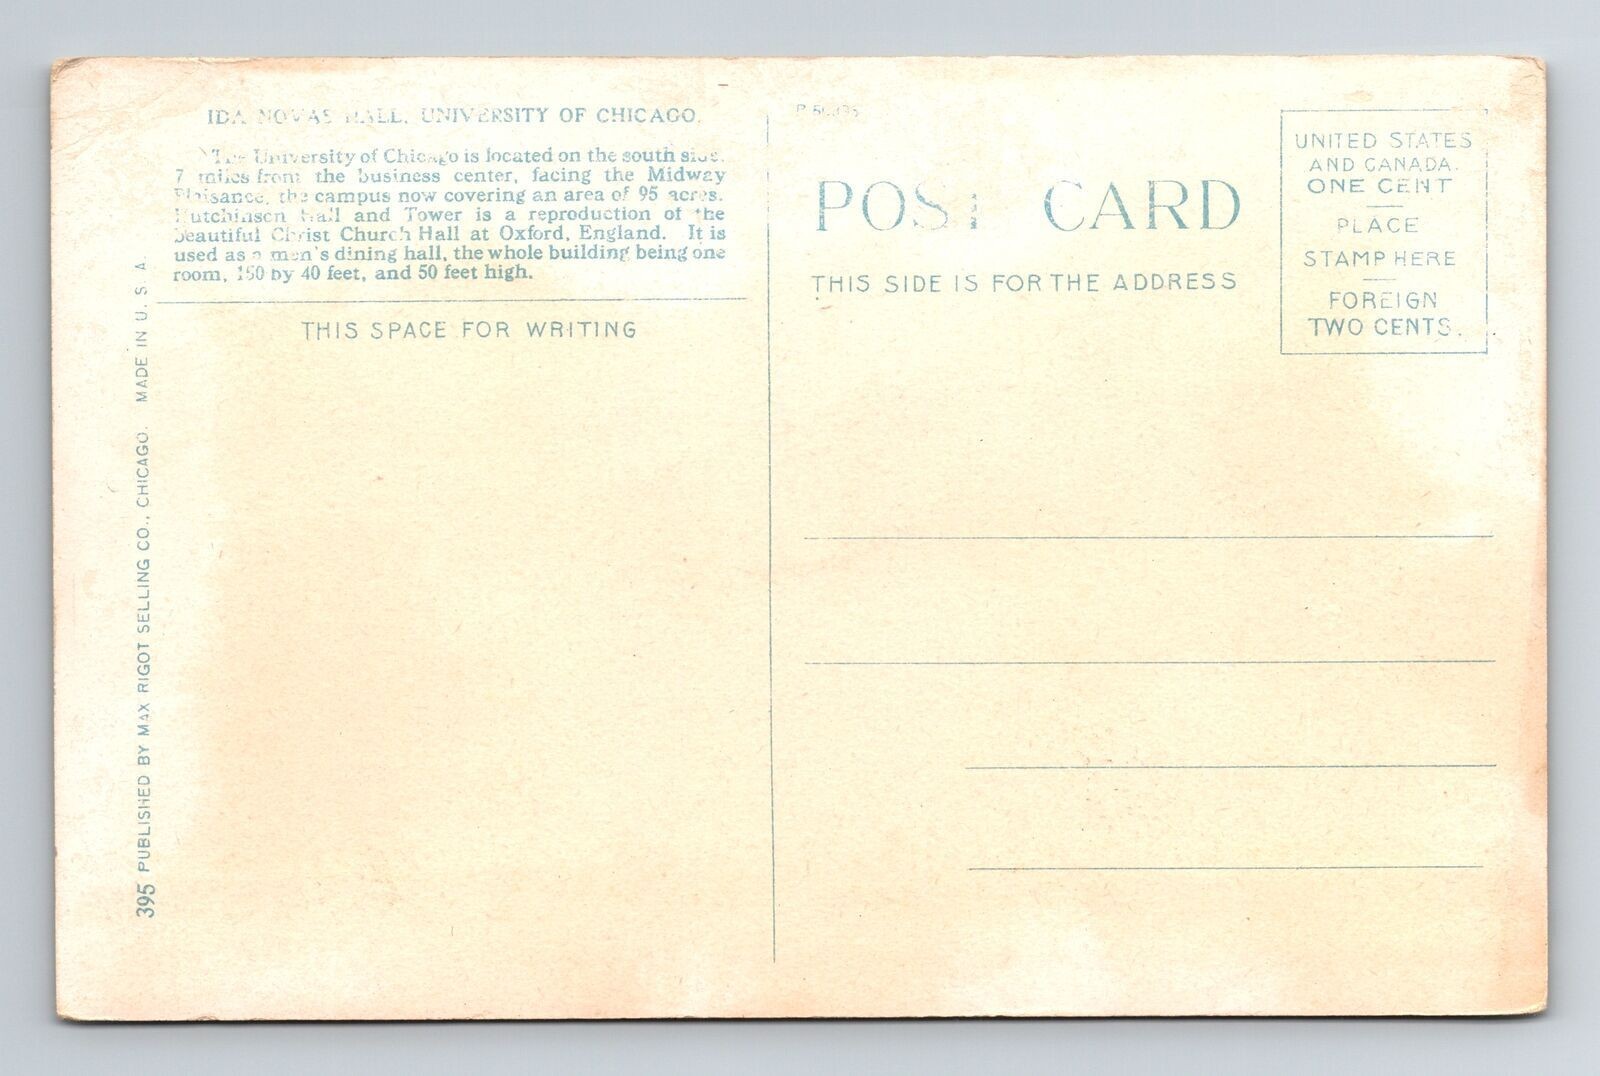 IDA NOYAS HALL, UNIVERSITY OF CHICAGO.
The University of Chicago is located on the south side,
7 miles from the business center, facing the Midway
Plaisance, the campus now covering an area of 95 acres.
Hutchinson Hall and Tower is a reproduction of the
beautiful Christ Church Hall at Oxford, England. It is
used as a men's dining hall, the whole building being one
room, 150 by 40 feet, and 50 feet high.
THIS SPACE FOR WRITING
395 PUBLISHED BY MAX RIGOT SELLING CO., CHICAGO. MADE IN U. S. A.
POST CARD
THIS SIDE IS FOR THE ADDRESS
UNITED STATES
AND CANADA.
ONE CENT
PLACE
STAMP HERE
FOREIGN
TWO CENTS.